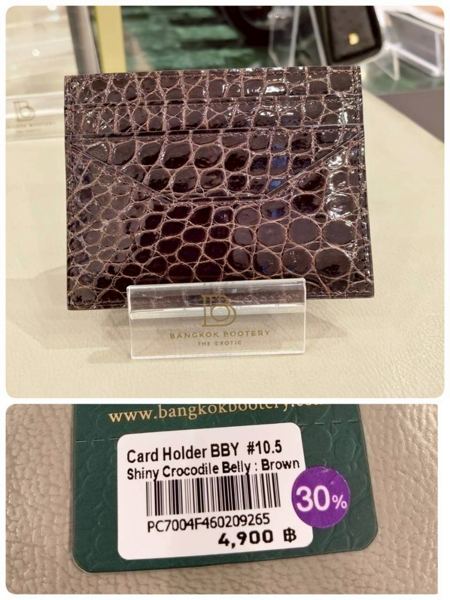 B
BANGKOK BOOTERY
THE EXOTIC
www.bangkokbootery.co
Card Holder BBY #10.5
Shiny Crocodile Belly : Brown
PC7004F460209265
4,900 ฿
30%